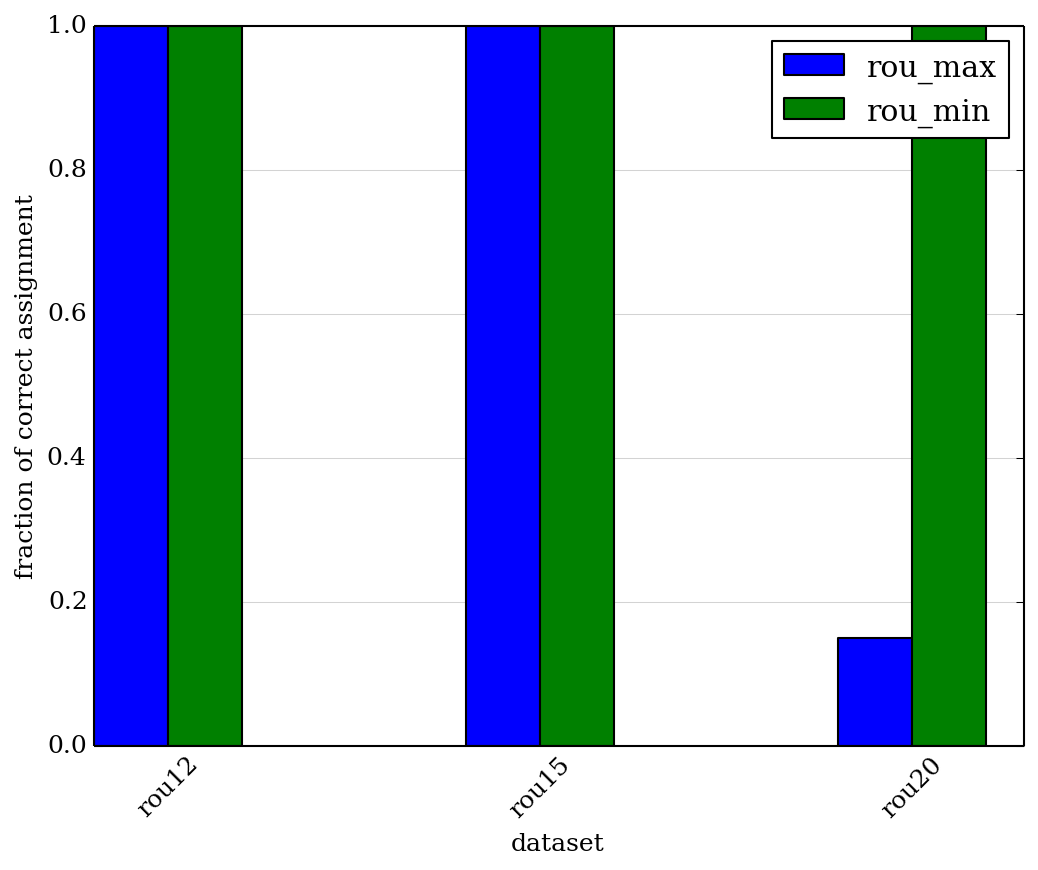 1.0
0.8
0.6
0.4
0.2
0.0
fraction of correct assignment
rou_max
rou_min
rou12
rou15
rou20
dataset